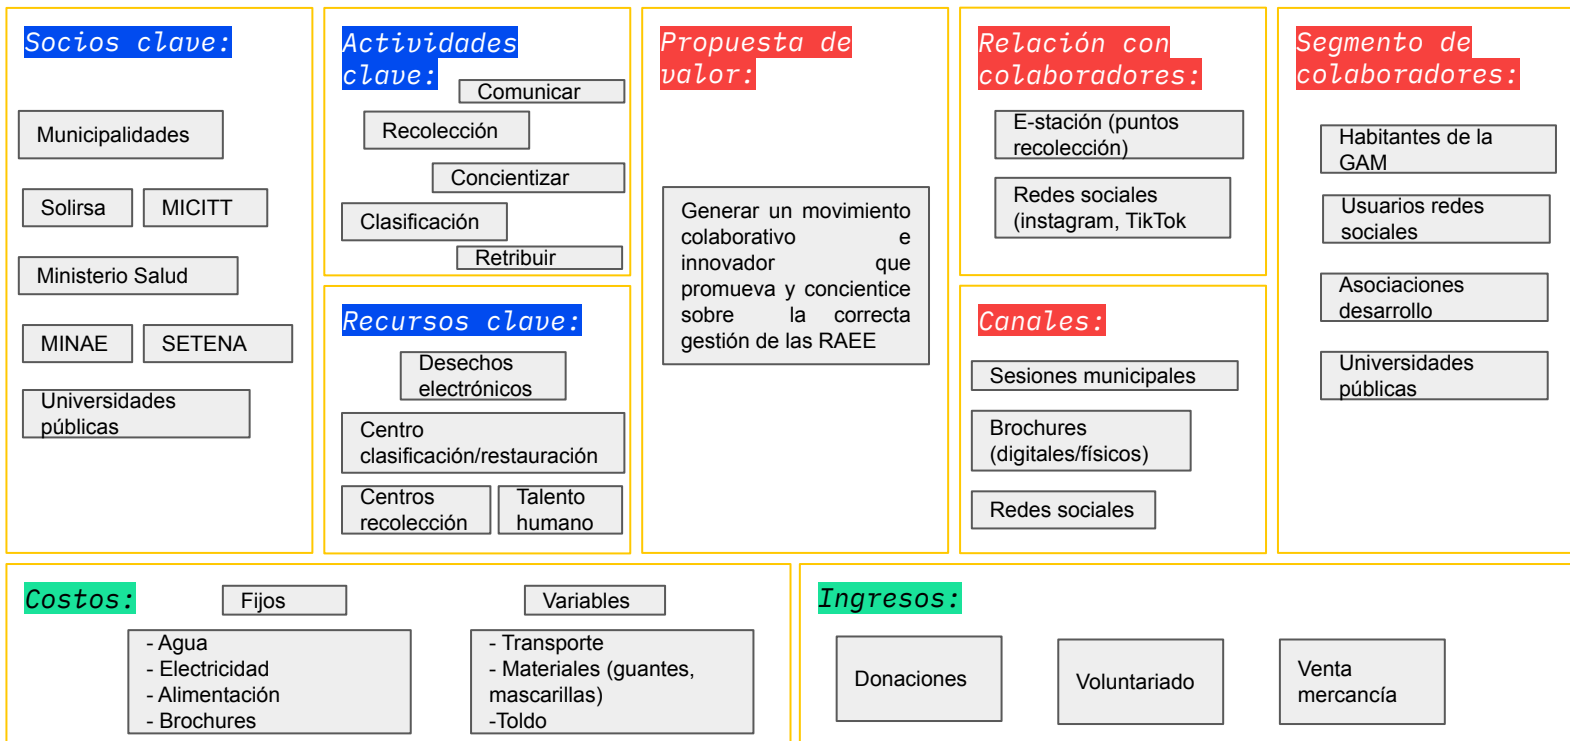 Socios clave:
Municipalidades
Solirsa
MICITT
Ministerio Salud
MINAE
SETENA
Universidades
públicas
Actividades
clave:
Comunicar
Recolección
Concientizar
Clasificación
Retribuir
Recursos clave:
Desechos
electrónicos
Centro
clasificación/restauración
Centros
recolección
Talento
humano
Propuesta de
valor:
Generar un movimiento
colaborativo e
innovador que
promueva y concientice
sobre la correcta
gestión de las RAEE
Relación con
colaboradores:
E-stación (puntos
recolección)
Redes sociales
(instagram, TikTok
Canales:
Sesiones municipales
Brochures
(digitales/físicos)
Redes sociales
Segmento de
colaboradores:
Habitantes de la
GAM
Usuarios redes
sociales
Asociaciones
desarrollo
Universidades
públicas
Costos:
Fijos
- Agua
- Electricidad
- Alimentación
- Brochures
Variables
- Transporte
- Materiales (guantes,
mascarillas)
-Toldo
Ingresos:
Donaciones
Voluntariado
Venta
mercancía